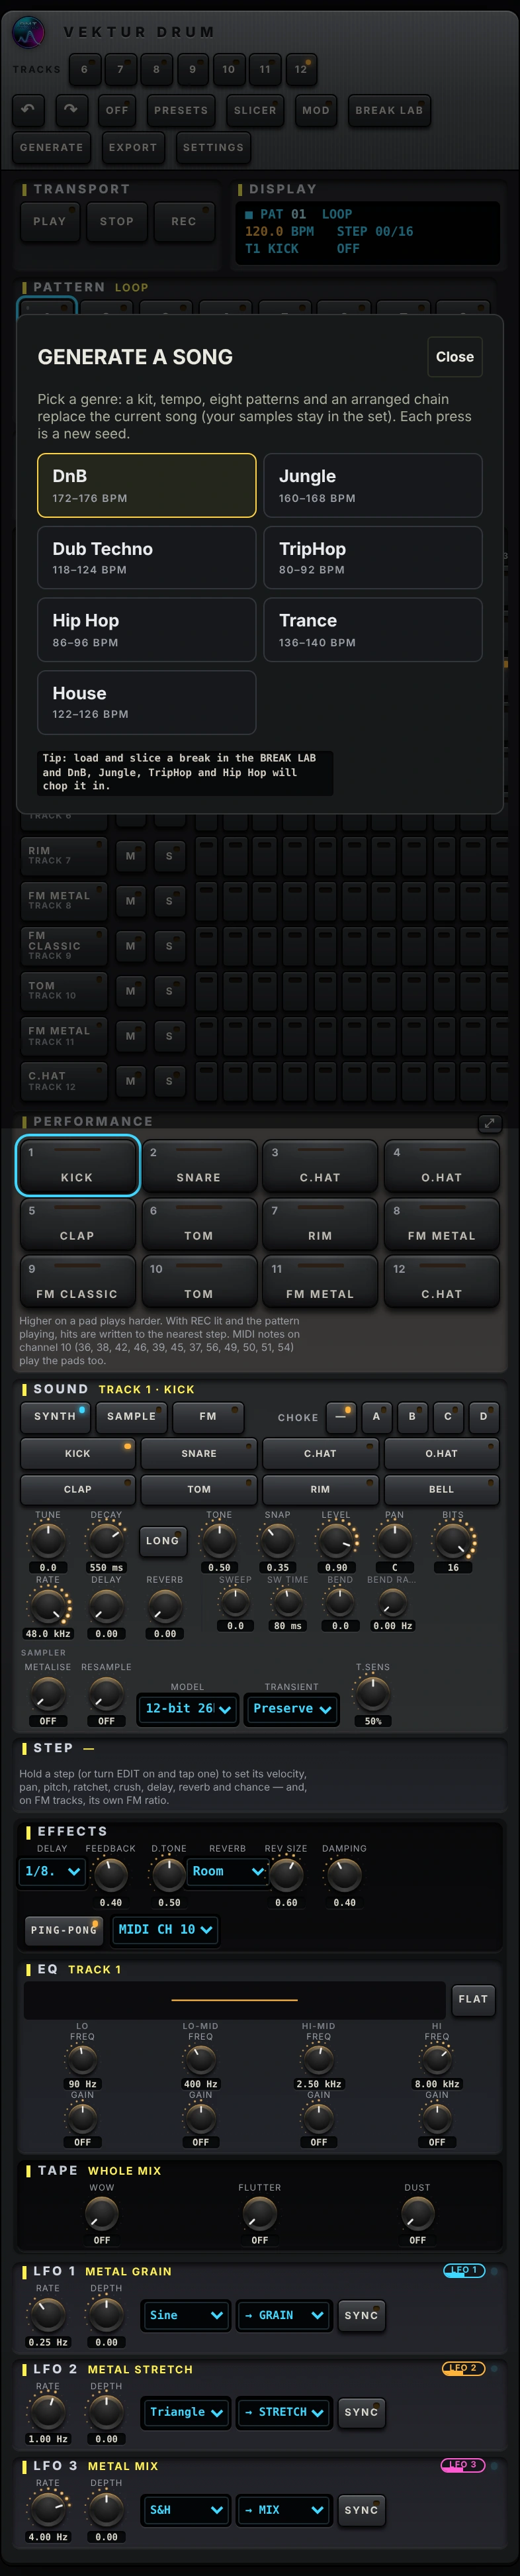 VEKTUR DRUM
TRACKS 6 7 8 9 10 11 12
↶ ↷ OFF PRESETS SLICER MOD BREAK LAB
GENERATE EXPORT SETTINGS
TRANSPORT
PLAY STOP REC
DISPLAY
■ PAT 01 LOOP
120.0 BPM STEP 00/16
T1 KICK OFF
PATTERN LOOP
GENERATE A SONG
Close
Pick a genre: a kit, tempo, eight patterns and an arranged chain
replace the current song (your samples stay in the set). Each press
is a new seed.
DnB
172–176 BPM
Jungle
160–168 BPM
Dub Techno
118–124 BPM
TripHop
80–92 BPM
Hip Hop
86–96 BPM
Trance
136–140 BPM
House
122–126 BPM
Tip: load and slice a break in the BREAK LAB
and DnB, Jungle, TripHop and Hip Hop will
chop it in.
TRACK 6
RIM
TRACK 7
M S
FM METAL
TRACK 8
M S
FM
CLASSIC
TRACK 9
M S
TOM
TRACK 10
M S
FM METAL
TRACK 11
M S
C.HAT
TRACK 12
M S
PERFORMANCE
1 KICK
2 SNARE
3 C.HAT
4 O.HAT
5 CLAP
6 TOM
7 RIM
8 FM METAL
9 FM CLASSIC
10 TOM
11 FM METAL
12 C.HAT
Higher on a pad plays harder. With REC lit and the pattern
playing, hits are written to the nearest step. MIDI notes on
channel 10 (36, 38, 42, 46, 39, 45, 37, 56, 49, 50, 51, 54)
play the pads too.
SOUND TRACK 1 · KICK
SYNTH SAMPLE FM CHOKE — A B C D
KICK SNARE C.HAT O.HAT
CLAP TOM RIM BELL
TUNE DECAY TONE SNAP LEVEL PAN BITS
LONG
0.0 550 ms 0.50 0.35 0.90 C 16
RATE DELAY REVERB SWEEP SW TIME BEND BEND RA...
48.0 kHz 0.00 0.00 0.0 80 ms 0.0 0.00 Hz
SAMPLER
METALISE RESAMPLE MODEL TRANSIENT T.SENS
12-bit 26 Preserve
OFF OFF 50%
STEP —
Hold a step (or turn EDIT on and tap one) to set its velocity,
pan, pitch, ratchet, crush, delay, reverb and chance — and,
on FM tracks, its own FM ratio.
EFFECTS
DELAY FEEDBACK D.TONE REVERB REV SIZE DAMPING
1/8. Room
0.40 0.50 0.60 0.40
PING-PONG MIDI CH 10
EQ TRACK 1
FLAT
LO LO-MID HI-MID HI
FREQ FREQ FREQ FREQ
90 Hz 400 Hz 2.50 kHz 8.00 kHz
GAIN GAIN GAIN GAIN
OFF OFF OFF OFF
TAPE WHOLE MIX
WOW FLUTTER DUST
OFF OFF OFF
LFO 1 METAL GRAIN LFO 1
RATE DEPTH
Sine → GRAIN SYNC
0.25 Hz 0.00
LFO 2 METAL STRETCH LFO 2
RATE DEPTH
Triangle → STRETCH SYNC
1.00 Hz 0.00
LFO 3 METAL MIX LFO 3
RATE DEPTH
S&H → MIX SYNC
4.00 Hz 0.00